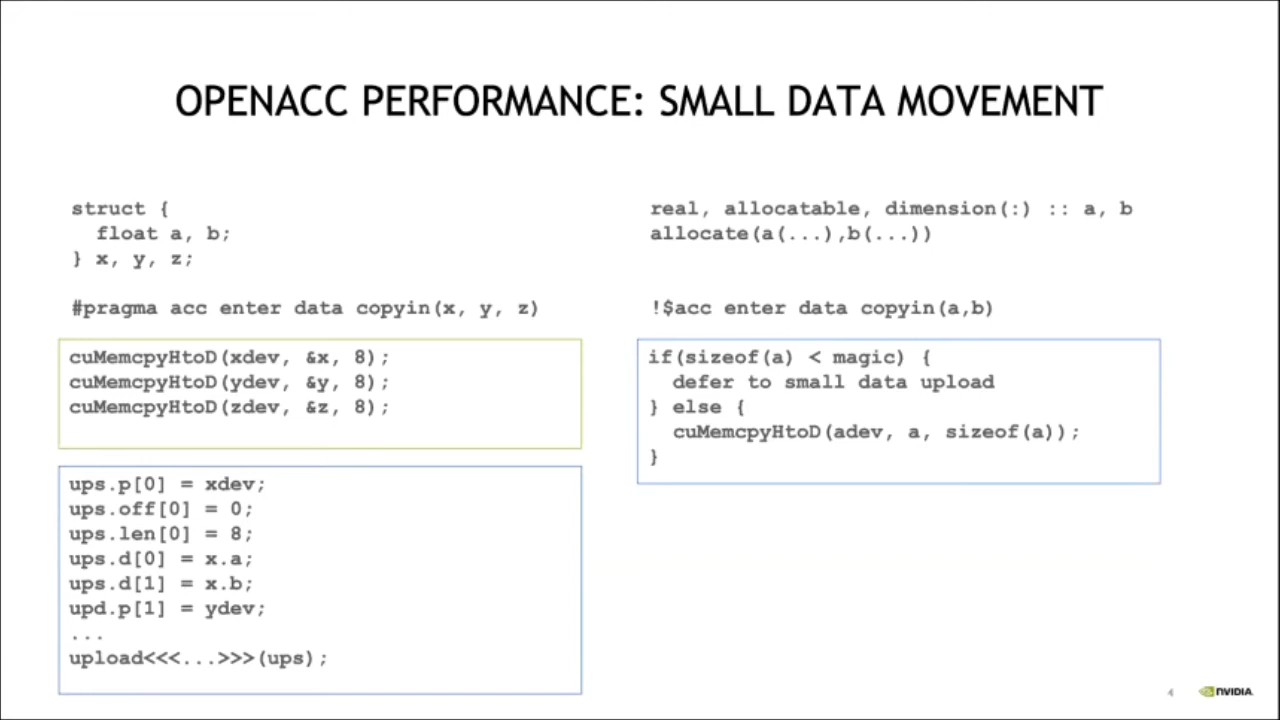 OPENACC PERFORMANCE: SMALL DATA MOVEMENT
struct {
  float a, b;
} x, y, z;
#pragma acc enter data copyin(x, y, z)
cuMemcpyHtoD(xdev, &x, 8);
cuMemcpyHtoD(ydev, &y, 8);
cuMemcpyHtoD(zdev, &z, 8);
ups.p[0] = xdev;
ups.off[0] = 0;
ups.len[0] = 8;
ups.d[0] = x.a;
ups.d[1] = x.b;
upd.p[1] = ydev;
...
upload<<<...>>>(ups);
real, allocatable, dimension(:) :: a, b
allocate(a(...),b(...))
!$acc enter data copyin(a,b)
if(sizeof(a) < magic) {
  defer to small data upload
} else {
  cuMemcpyHtoD(adev, a, sizeof(a));
}
4
NVIDIA